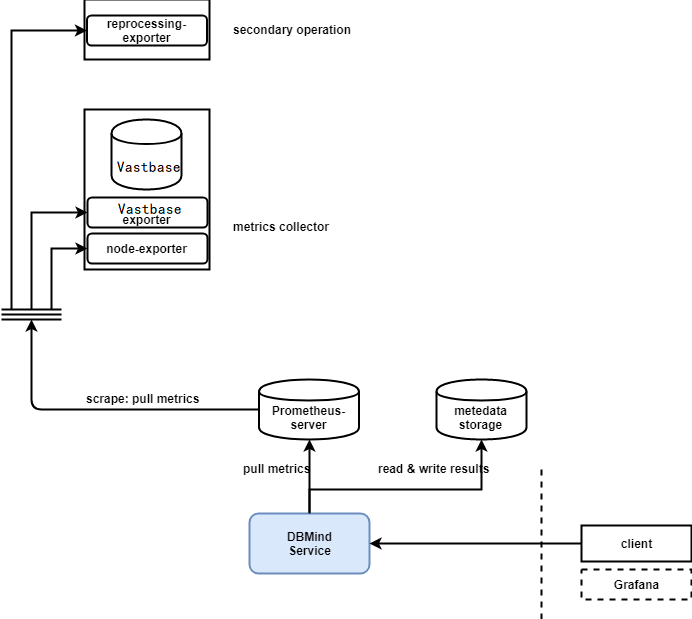 reprocessing-
exporter
secondary operation
Vastbase
Vastbase
exporter
metrics collector
node-exporter
scrape: pull metrics
Prometheus-
server
metedata
storage
pull metrics
read & write results
DBMind
Service
client
Grafana